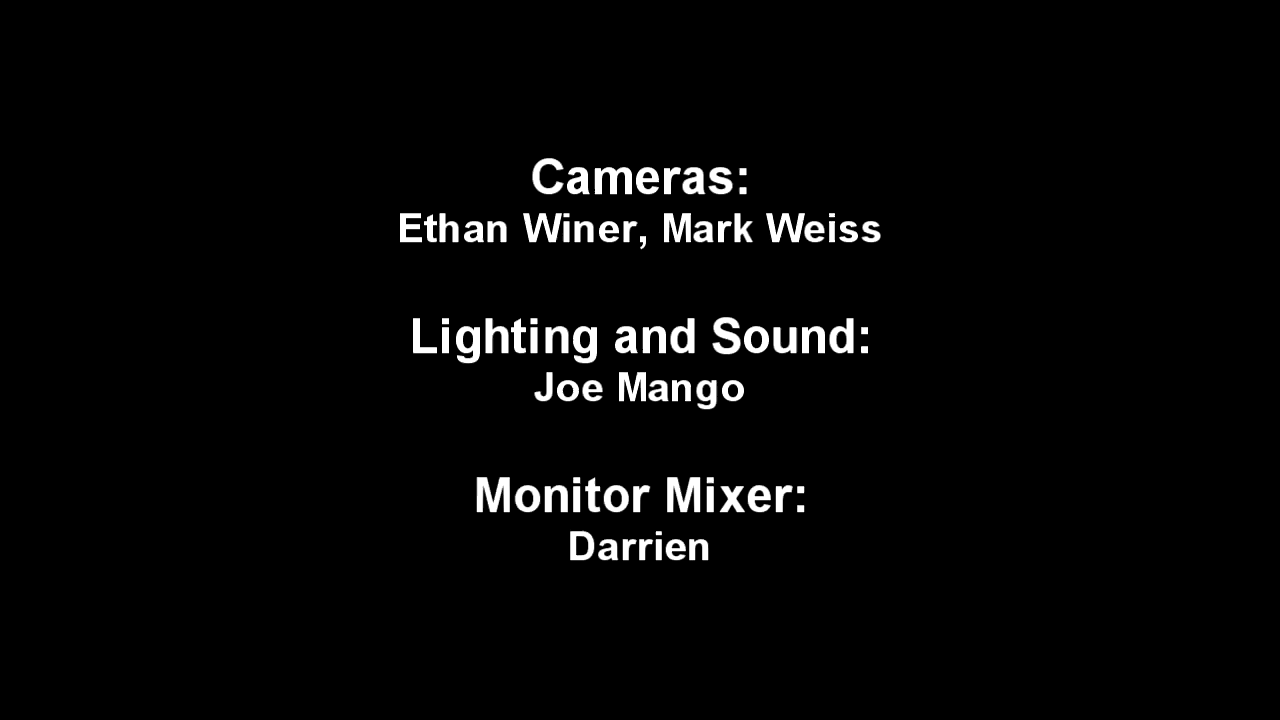 Cameras:
Ethan Winer, Mark Weiss
Lighting and Sound:
Joe Mango
Monitor Mixer:
Darrien